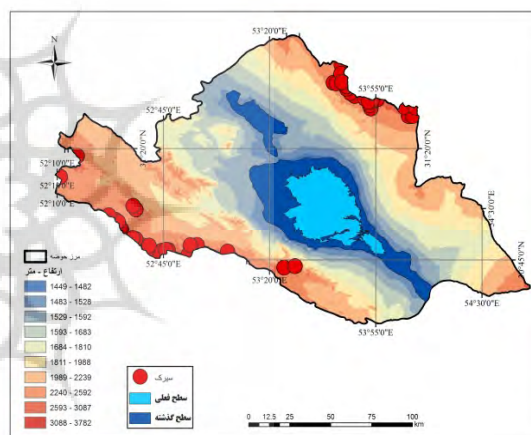 53°20'0"E
N
53°55'0"E
52°45'0"E
31°20'0"N
52°10'0"E
52°10'0"E
54°30'0"E
مرز حوضه
ارتفاع - متر
52°45'0"E
53°20'0"E
54°30'0"E
53°55'0"E
1449 - 1482
1483 - 1528
1529 - 1592
1593 - 1683
1684 - 1810
1811 - 1988
1989 - 2239
2240 - 2592
2593 - 3087
3088 - 3782
سیرک
سطح فعلی
سطح گذشته
0 12.5 25 50 75 100
km